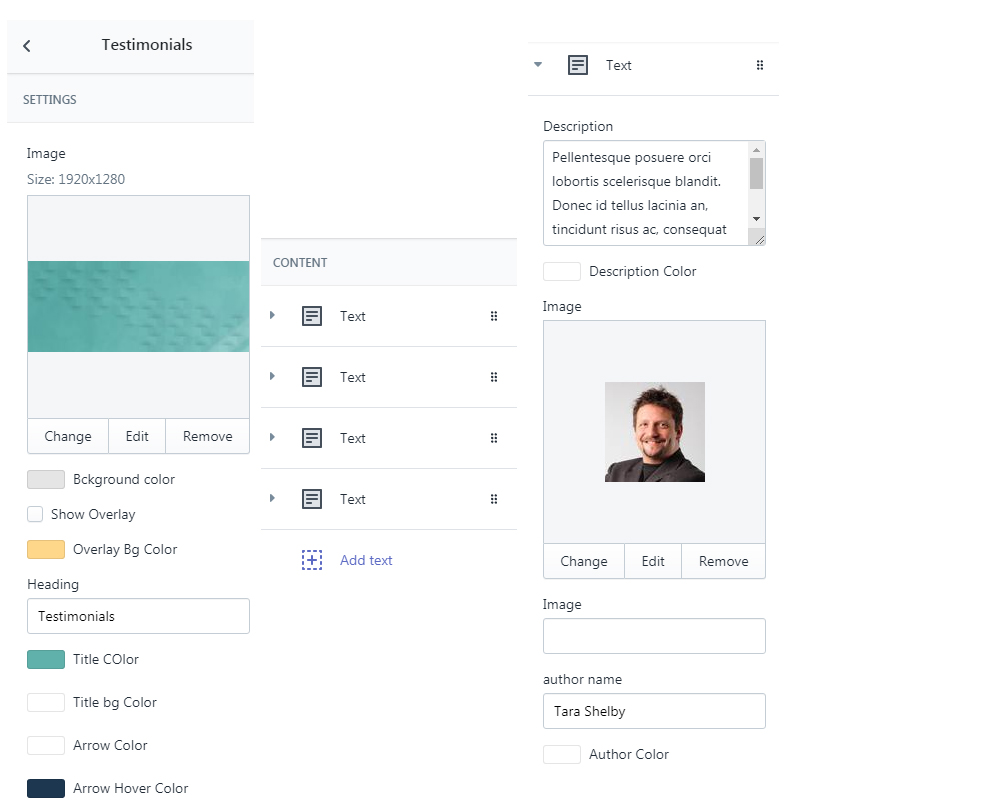 Testimonials
SETTINGS
Image
Size: 1920x1280
Change Edit Remove
Bckground color
Show Overlay
Overlay Bg Color
Heading
Testimonials
Title COlor
Title bg Color
Arrow Color
Arrow Hover Color
CONTENT
Text
Text
Text
Text
Add text
Text
Description
Pellentesque posuere orci
lobortis scelerisque blandit.
Donec id tellus lacinia an,
tincidunt risus ac, consequat
Description Color
Image
Change Edit Remove
Image
author name
Tara Shelby
Author Color